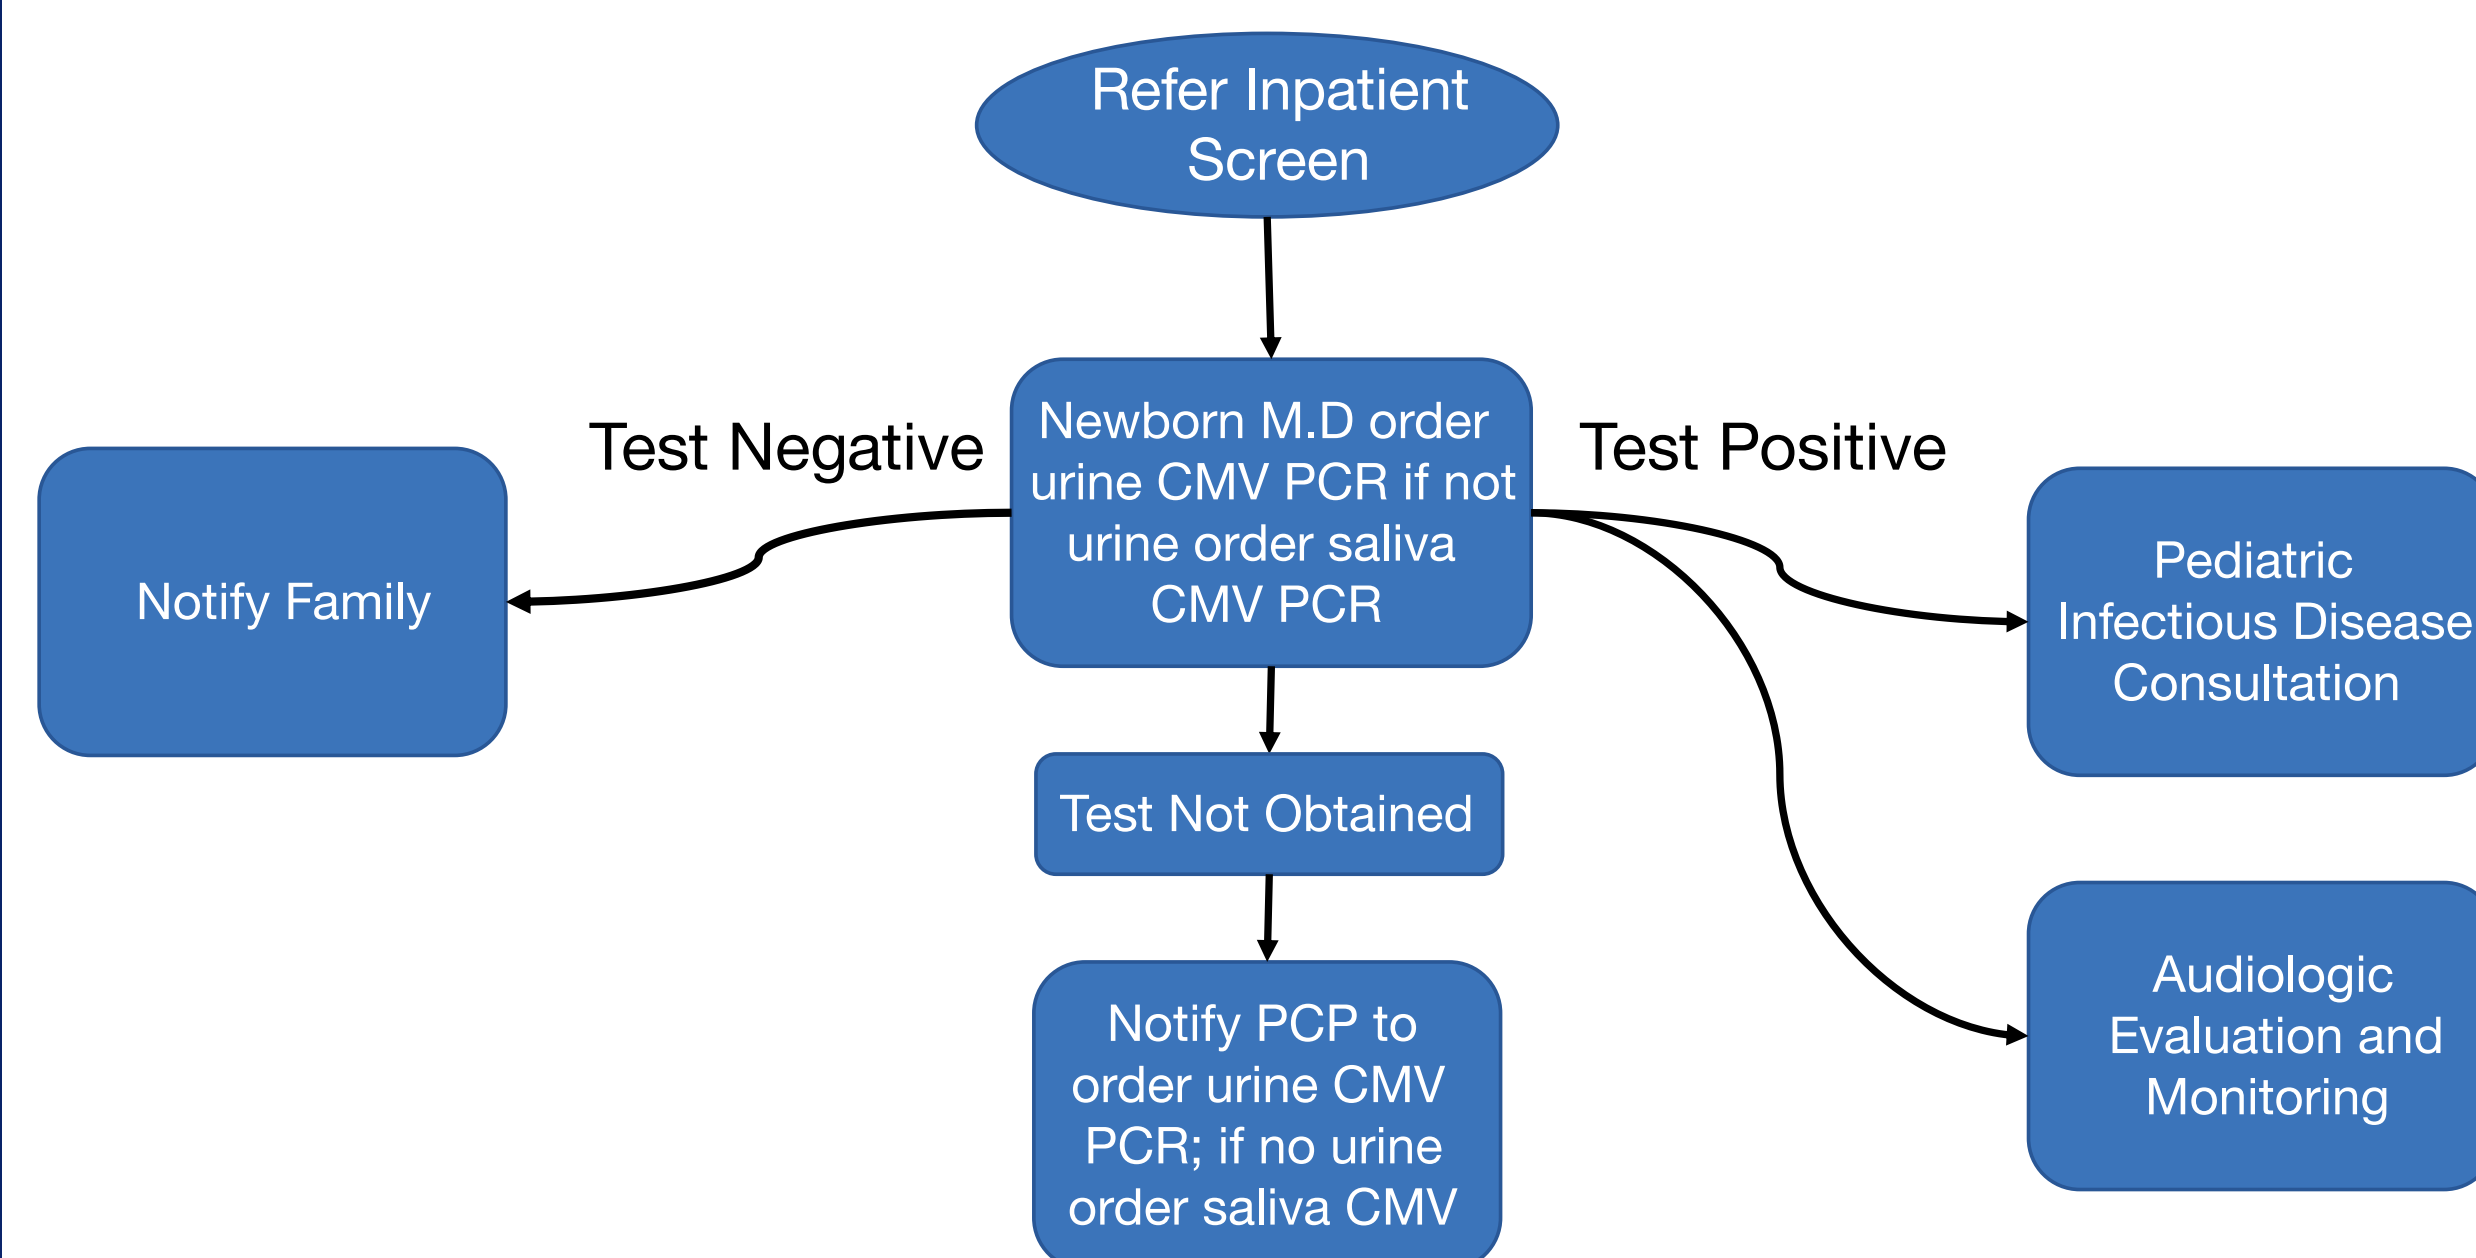 Refer Inpatient
Screen
Newborn M.D order
urine CMV PCR if not
urine order saliva
CMV PCR
Test Negative
Test Positive
Notify Family
Pediatric
Infectious Disease
Consultation
Test Not Obtained
Audiologic
Evaluation and
Monitoring
Notify PCP to
order urine CMV
PCR; if no urine
order saliva CMV